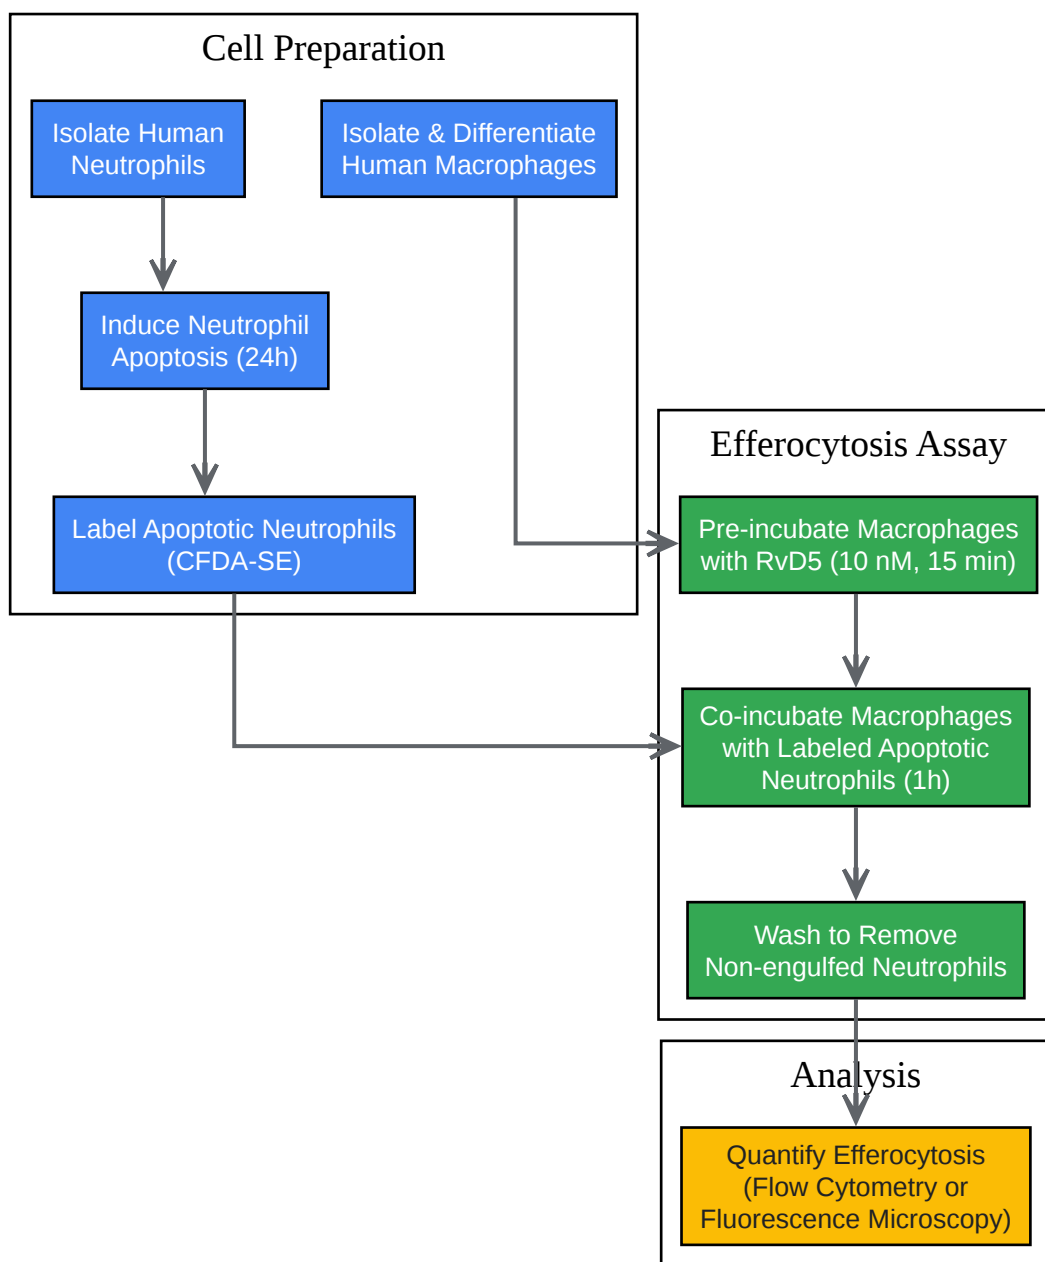 Cell Preparation
Isolate Human
Neutrophils
Isolate & Differentiate
Human Macrophages
Induce Neutrophil
Apoptosis (24h)
Label Apoptotic Neutrophils
(CFDA-SE)
Efferocytosis Assay
Pre-incubate Macrophages
with RvD5 (10 nM, 15 min)
Co-incubate Macrophages
with Labeled Apoptotic
Neutrophils (1h)
Wash to Remove
Non-engulfed Neutrophils
Analysis
Quantify Efferocytosis
(Flow Cytometry or
Fluorescence Microscopy)